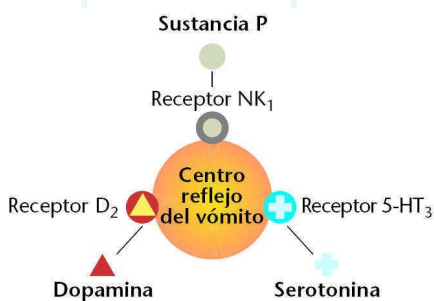 Sustancia P
Receptor NK₁
Centro
reflejo
del vómito
Receptor D₂
Receptor 5-HT₃
Dopamina
Serotonina